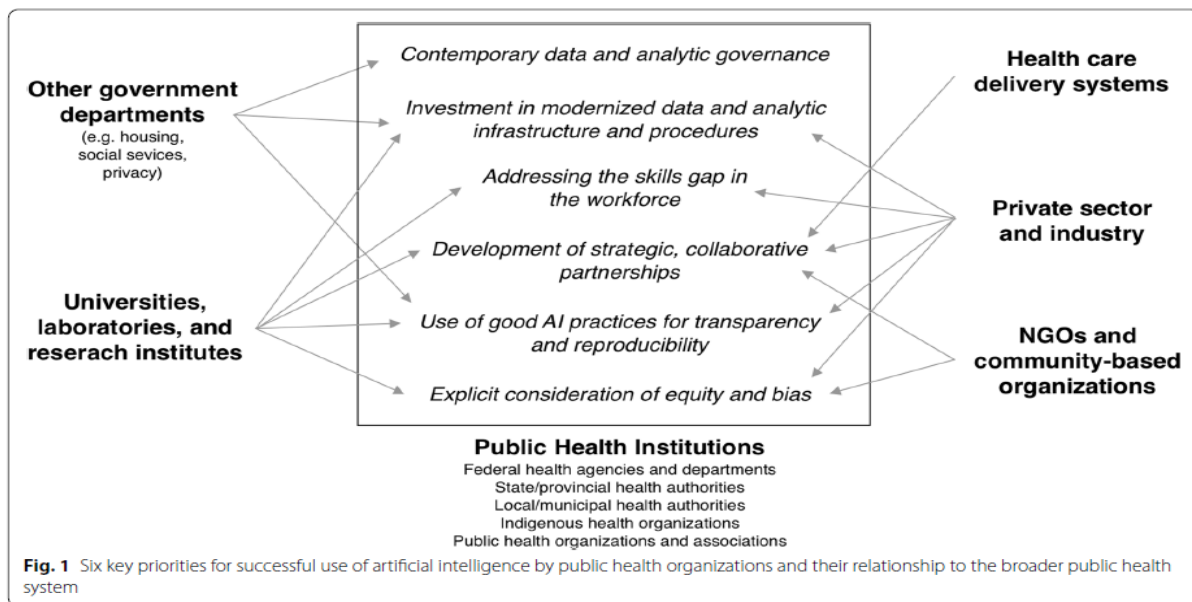 Other government
departments
(e.g. housing,
social sevices,
privacy)
Universities,
laboratories, and
reserach institutes
Contemporary data and analytic governance
Investment in modernized data and analytic
infrastructure and procedures
Addressing the skills gap in
the workforce
Development of strategic, collaborative
partnerships
Use of good AI practices for transparency
and reproducibility
Explicit consideration of equity and bias
Health care
delivery systems
Private sector
and industry
NGOs and
community-based
organizations
Public Health Institutions
Federal health agencies and departments
State/provincial health authorities
Local/municipal health authorities
Indigenous health organizations
Public health organizations and associations
Fig. 1 Six key priorities for successful use of artificial intelligence by public health organizations and their relationship to the broader public health
system